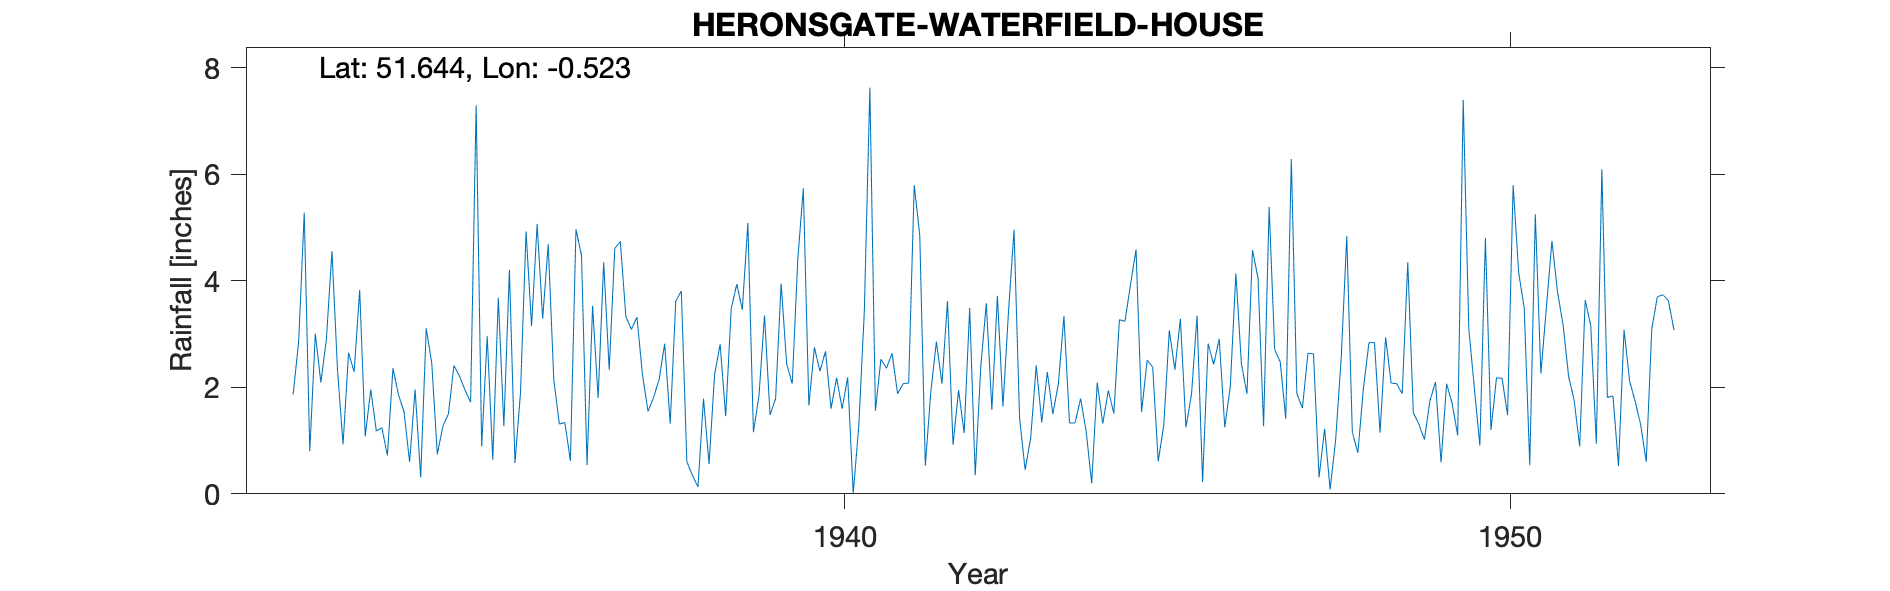 HERONSGATE-WATERFIELD-HOUSE
Lat: 51.644, Lon: -0.523
8
6
4
2
0
Rainfall [inches]
1940
1950
Year